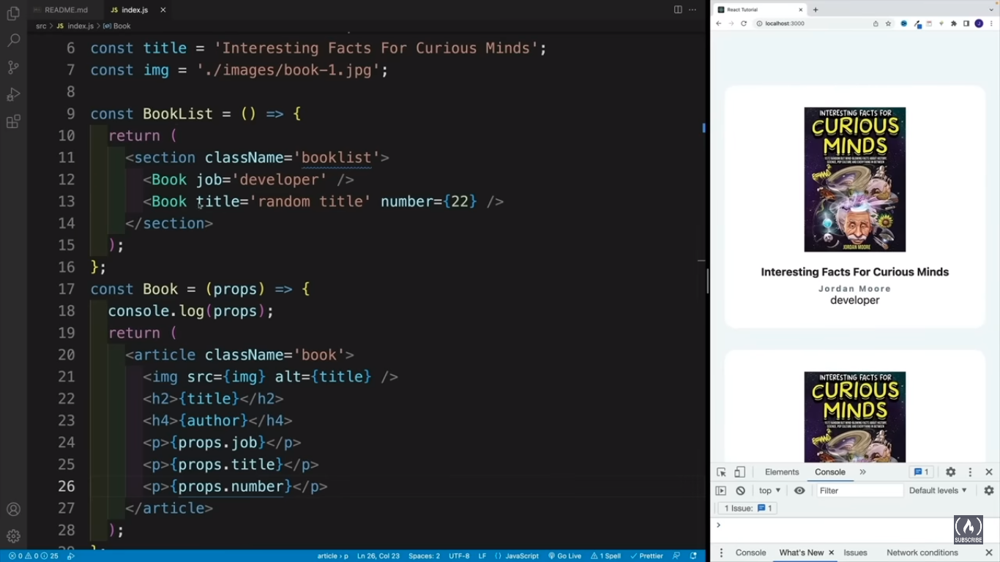 README.md
JS index.js
src > JS index.js > Book
6 const title = 'Interesting Facts For Curious Minds';
7 const img = './images/book-1.jpg';
8
9 const BookList = () => {
10 return (
11 <section className='booklist'>
12 <Book job='developer' />
13 <Book title='random title' number={22} />
14 </section>
15 );
16 };
17 const Book = (props) => {
18 console.log(props);
19 return (
20 <article className='book'>
21 <img src={img} alt={title} />
22 <h2>{title}</h2>
23 <h4>{author}</h4>
24 <p>{props.job}</p>
25 <p>{props.title}</p>
26 <p>{props.number}</p>
27 </article>
28 );
0 0 25 article > p Ln 26, Col 23 Spaces: 2 UTF-8 LF {} JavaScript Go Live 1 Spell Prettier
React Tutorial
localhost:3000
INTERESTING FACTS FOR
CURIOUS
MINDS
JORDAN MOORE
Interesting Facts For Curious Minds
Jordan Moore
developer
INTERESTING FACTS FOR
CURIOUS
MINDS
Elements Console 1
top Filter Default levels
1 Issue: 1
SUBSCRIBE
Console What's New Issues Network conditions